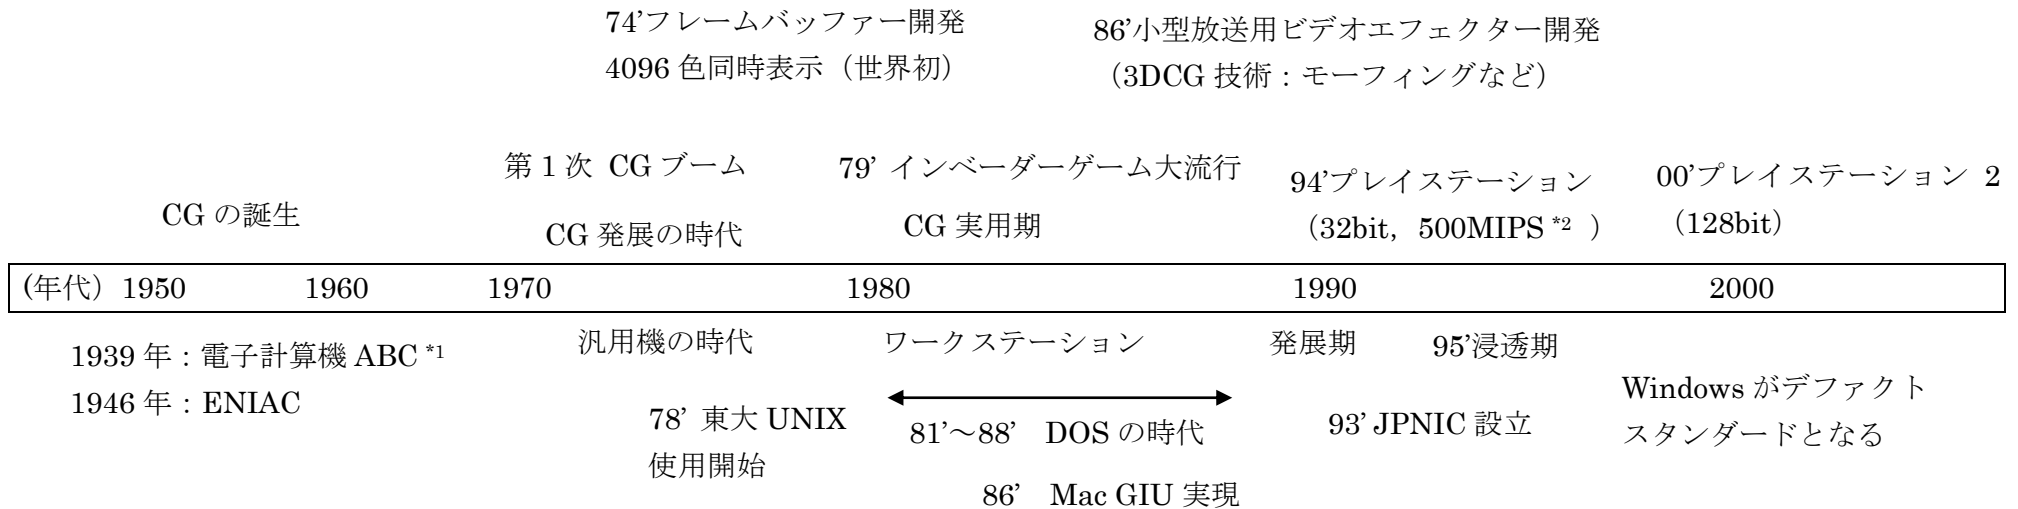 74’フレームバッファー開発
4096 色同時表示（世界初）
86’小型放送用ビデオエフェクター開発
（3DCG 技術：モーフィングなど）
第 1 次 CG ブーム
CG 発展の時代
79’ インベーダーゲーム大流行
CG 実用期
94’プレイステーション
（32bit，500MIPS *2 ）
00’プレイステーション 2
（128bit）
CG の誕生
(年代）1950 1960 1970 1980 1990 2000
1939 年：電子計算機 ABC *1
1946 年：ENIAC
汎用機の時代
ワークステーション
発展期
95’浸透期
78’ 東大 UNIX
使用開始
81’～88’ DOS の時代
86’ Mac GIU 実現
93’ JPNIC 設立
Windows がデファクト
スタンダードとなる